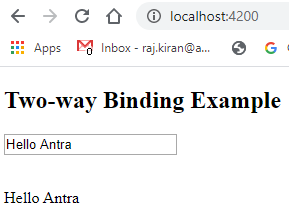 localhost:4200
Apps Inbox - raj.kiran@a...
Two-way Binding Example
Hello Antra
Hello Antra